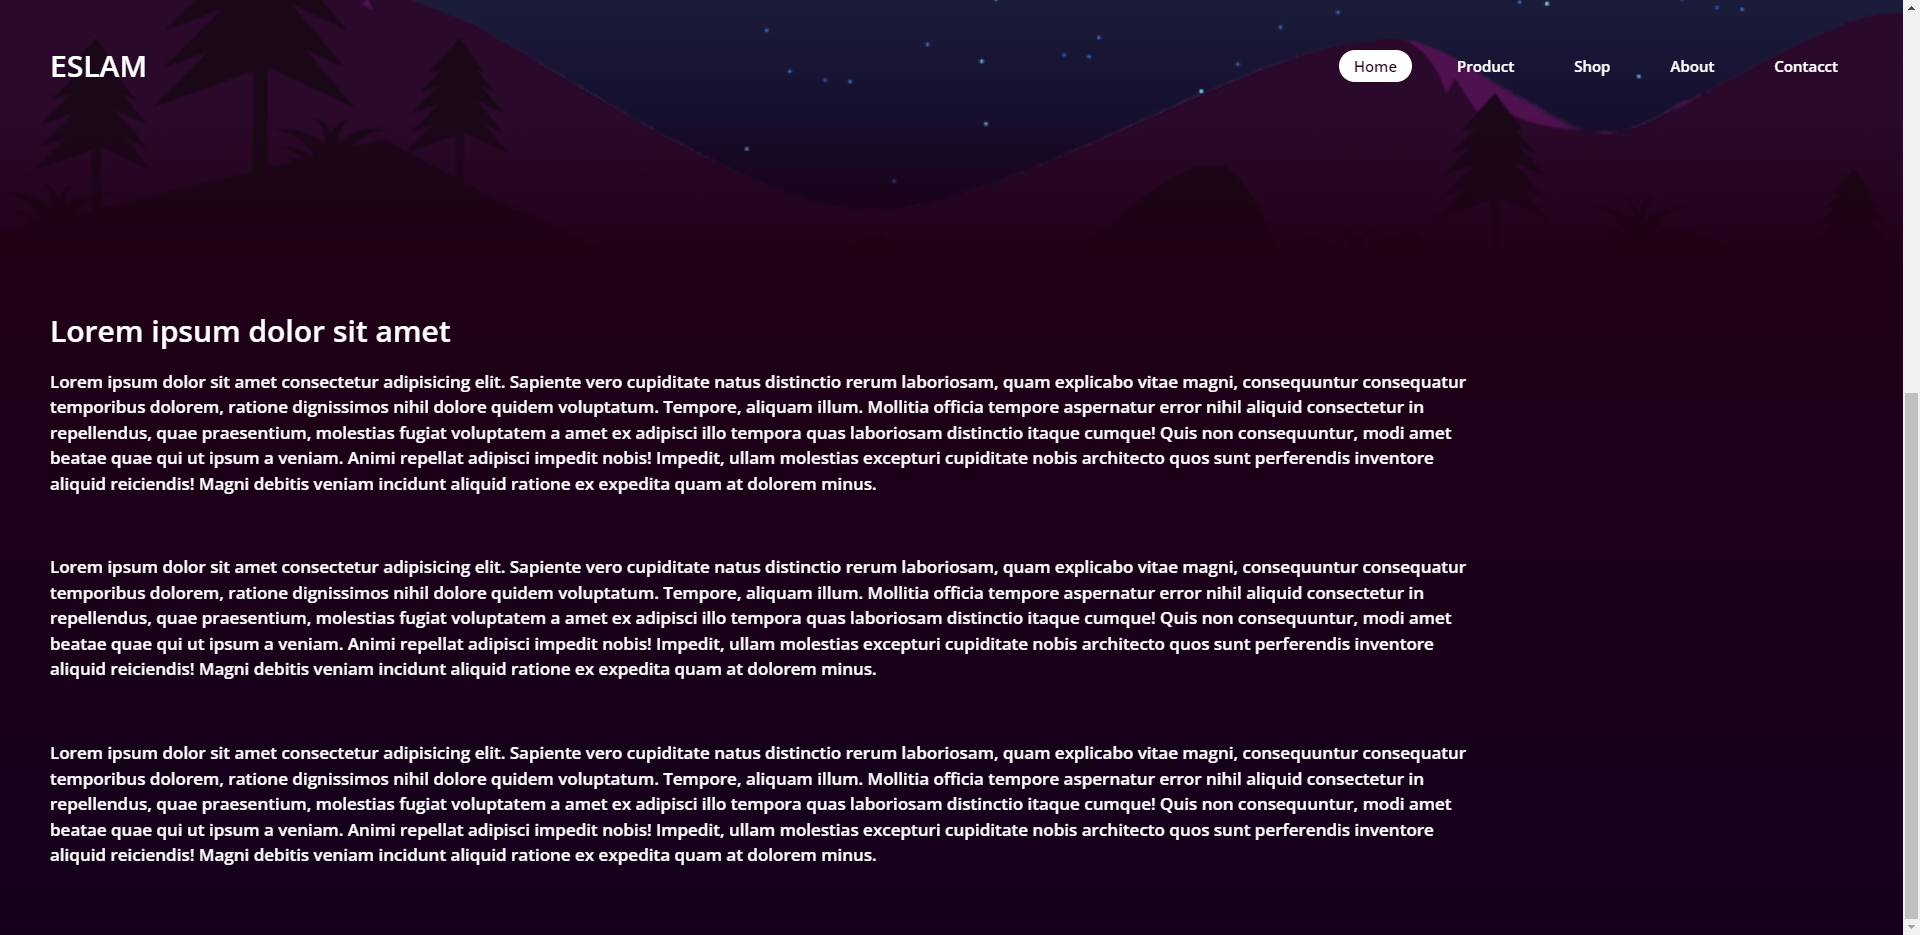 ESLAM
Home Product Shop About Contacct
Lorem ipsum dolor sit amet
Lorem ipsum dolor sit amet consectetur adipisicing elit. Sapiente vero cupiditate natus distinctio rerum laboriosam, quam explicabo vitae magni, consequuntur consequatur
temporibus dolorem, ratione dignissimos nihil dolore quidem voluptatum. Tempore, aliquam illum. Mollitia officia tempore aspernatur error nihil aliquid consectetur in
repellendus, quae praesentium, molestias fugiat voluptatem a amet ex adipisci illo tempora quas laboriosam distinctio itaque cumque! Quis non consequuntur, modi amet
beatae quae qui ut ipsum a veniam. Animi repellat adipisci impedit nobis! Impedit, ullam molestias excepturi cupiditate nobis architecto quos sunt perferendis inventore
aliquid reiciendis! Magni debitis veniam incidunt aliquid ratione ex expedita quam at dolorem minus.
Lorem ipsum dolor sit amet consectetur adipisicing elit. Sapiente vero cupiditate natus distinctio rerum laboriosam, quam explicabo vitae magni, consequuntur consequatur
temporibus dolorem, ratione dignissimos nihil dolore quidem voluptatum. Tempore, aliquam illum. Mollitia officia tempore aspernatur error nihil aliquid consectetur in
repellendus, quae praesentium, molestias fugiat voluptatem a amet ex adipisci illo tempora quas laboriosam distinctio itaque cumque! Quis non consequuntur, modi amet
beatae quae qui ut ipsum a veniam. Animi repellat adipisci impedit nobis! Impedit, ullam molestias excepturi cupiditate nobis architecto quos sunt perferendis inventore
aliquid reiciendis! Magni debitis veniam incidunt aliquid ratione ex expedita quam at dolorem minus.
Lorem ipsum dolor sit amet consectetur adipisicing elit. Sapiente vero cupiditate natus distinctio rerum laboriosam, quam explicabo vitae magni, consequuntur consequatur
temporibus dolorem, ratione dignissimos nihil dolore quidem voluptatum. Tempore, aliquam illum. Mollitia officia tempore aspernatur error nihil aliquid consectetur in
repellendus, quae praesentium, molestias fugiat voluptatem a amet ex adipisci illo tempora quas laboriosam distinctio itaque cumque! Quis non consequuntur, modi amet
beatae quae qui ut ipsum a veniam. Animi repellat adipisci impedit nobis! Impedit, ullam molestias excepturi cupiditate nobis architecto quos sunt perferendis inventore
aliquid reiciendis! Magni debitis veniam incidunt aliquid ratione ex expedita quam at dolorem minus.